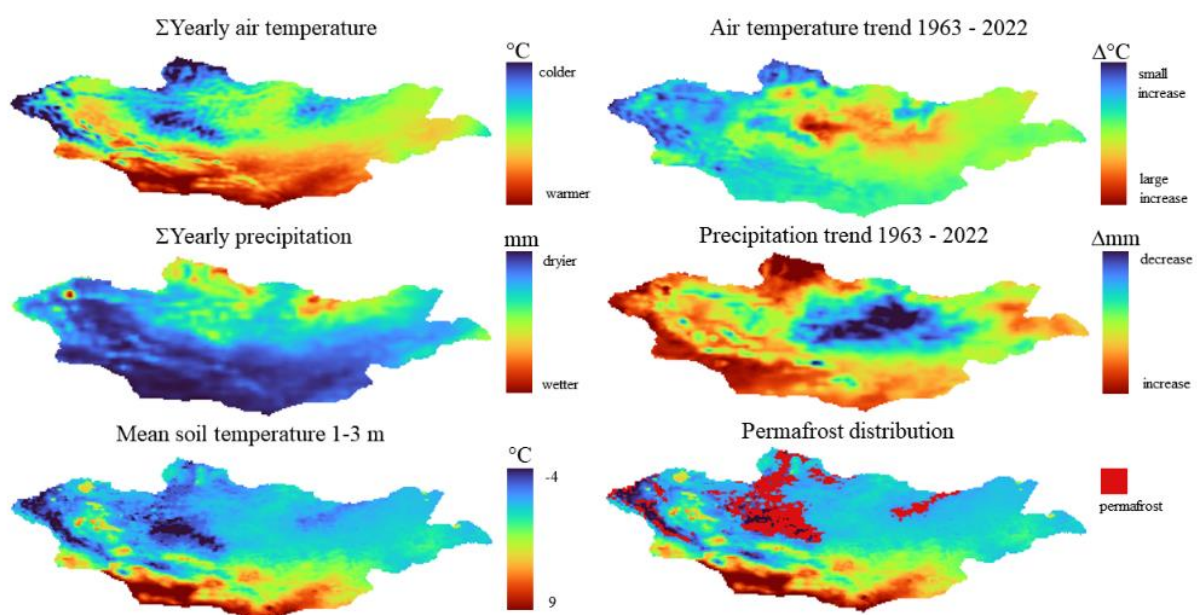 ΣYearly air temperature
°C
colder
warmer
Air temperature trend 1963 - 2022
Δ°C
small
increase
large
increase
ΣYearly precipitation
mm
dryier
wetter
Precipitation trend 1963 - 2022
Δmm
decrease
increase
Mean soil temperature 1-3 m
°C
-4
9
Permafrost distribution
permafrost